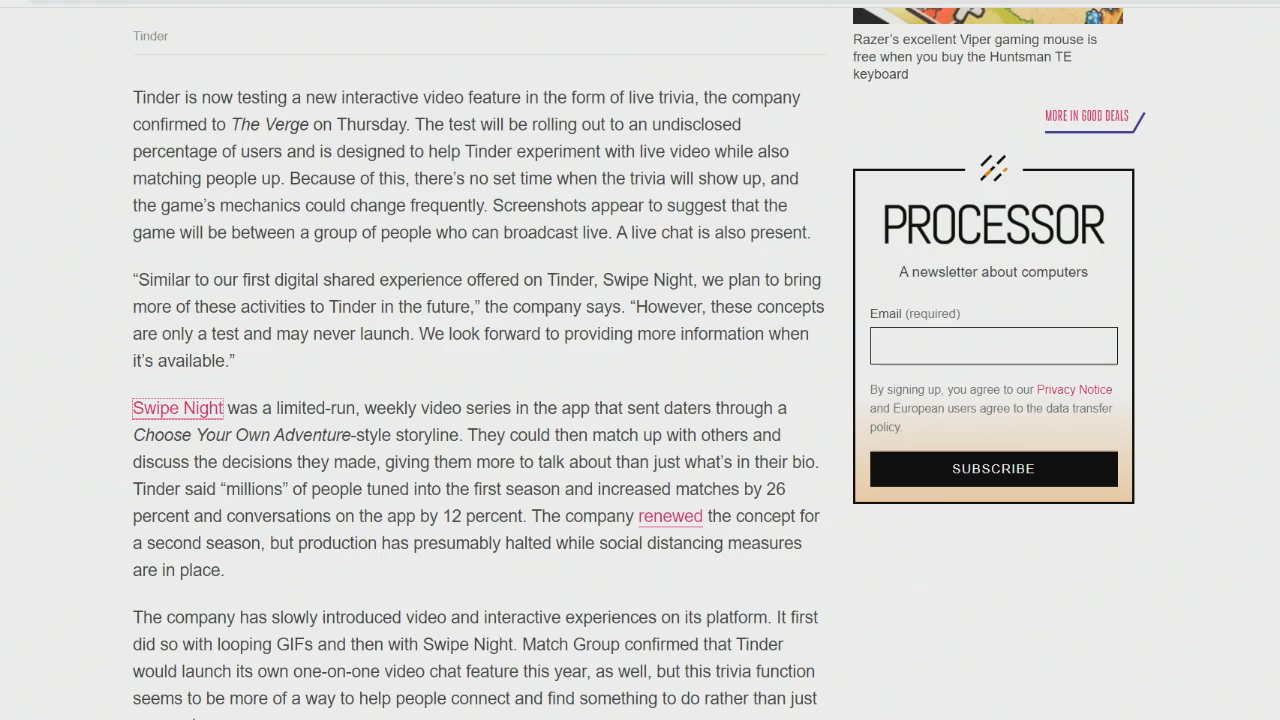 Tinder
Tinder is now testing a new interactive video feature in the form of live trivia, the company
confirmed to The Verge on Thursday. The test will be rolling out to an undisclosed
percentage of users and is designed to help Tinder experiment with live video while also
matching people up. Because of this, there’s no set time when the trivia will show up, and
the game’s mechanics could change frequently. Screenshots appear to suggest that the
game will be between a group of people who can broadcast live. A live chat is also present.
“Similar to our first digital shared experience offered on Tinder, Swipe Night, we plan to bring
more of these activities to Tinder in the future,” the company says. “However, these concepts
are only a test and may never launch. We look forward to providing more information when
it’s available.”
Swipe Night was a limited-run, weekly video series in the app that sent daters through a
Choose Your Own Adventure-style storyline. They could then match up with others and
discuss the decisions they made, giving them more to talk about than just what’s in their bio.
Tinder said “millions” of people tuned into the first season and increased matches by 26
percent and conversations on the app by 12 percent. The company renewed the concept for
a second season, but production has presumably halted while social distancing measures
are in place.
The company has slowly introduced video and interactive experiences on its platform. It first
did so with looping GIFs and then with Swipe Night. Match Group confirmed that Tinder
would launch its own one-on-one video chat feature this year, as well, but this trivia function
seems to be more of a way to help people connect and find something to do rather than just
Razer’s excellent Viper gaming mouse is
free when you buy the Huntsman TE
keyboard
MORE IN GOOD DEALS
PROCESSOR
A newsletter about computers
Email (required)
By signing up, you agree to our Privacy Notice
and European users agree to the data transfer
policy.
SUBSCRIBE